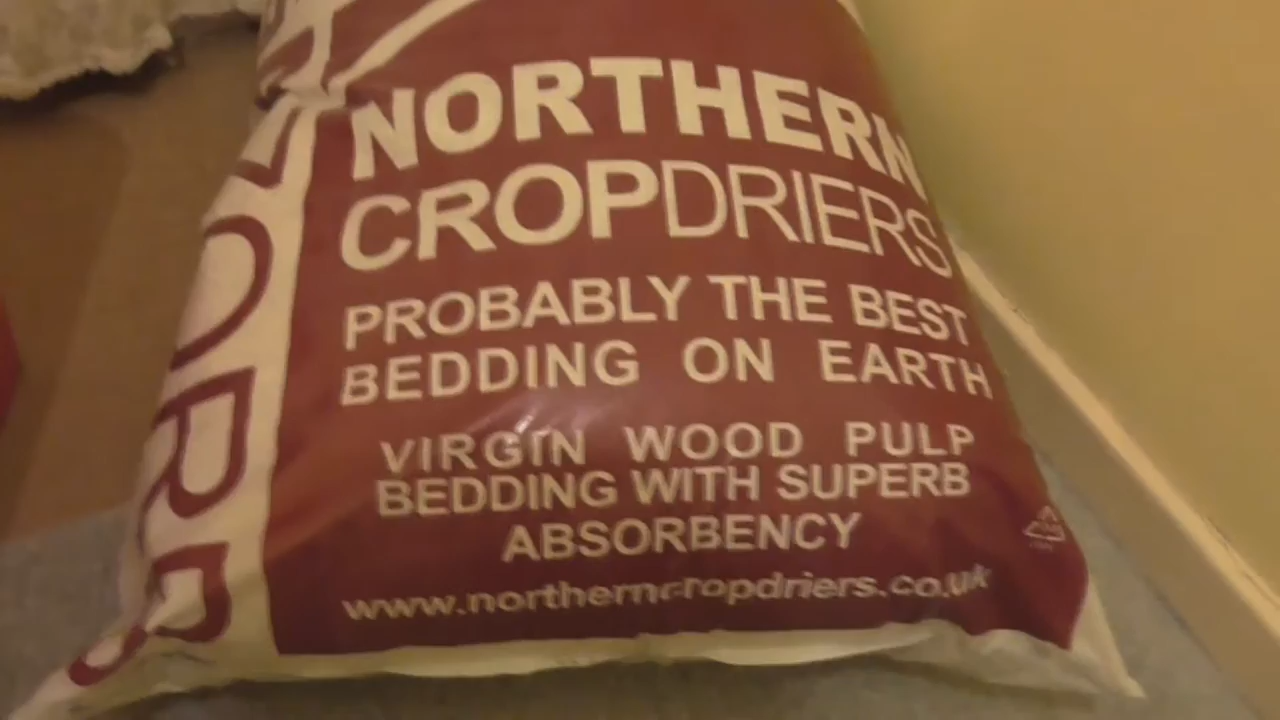 NORTHERN
CROPDRIERS
PROBABLY THE BEST
BEDDING ON EARTH
VIRGIN WOOD PULP
BEDDING WITH SUPERB
ABSORBENCY
www.northerncropdriers.co.uk